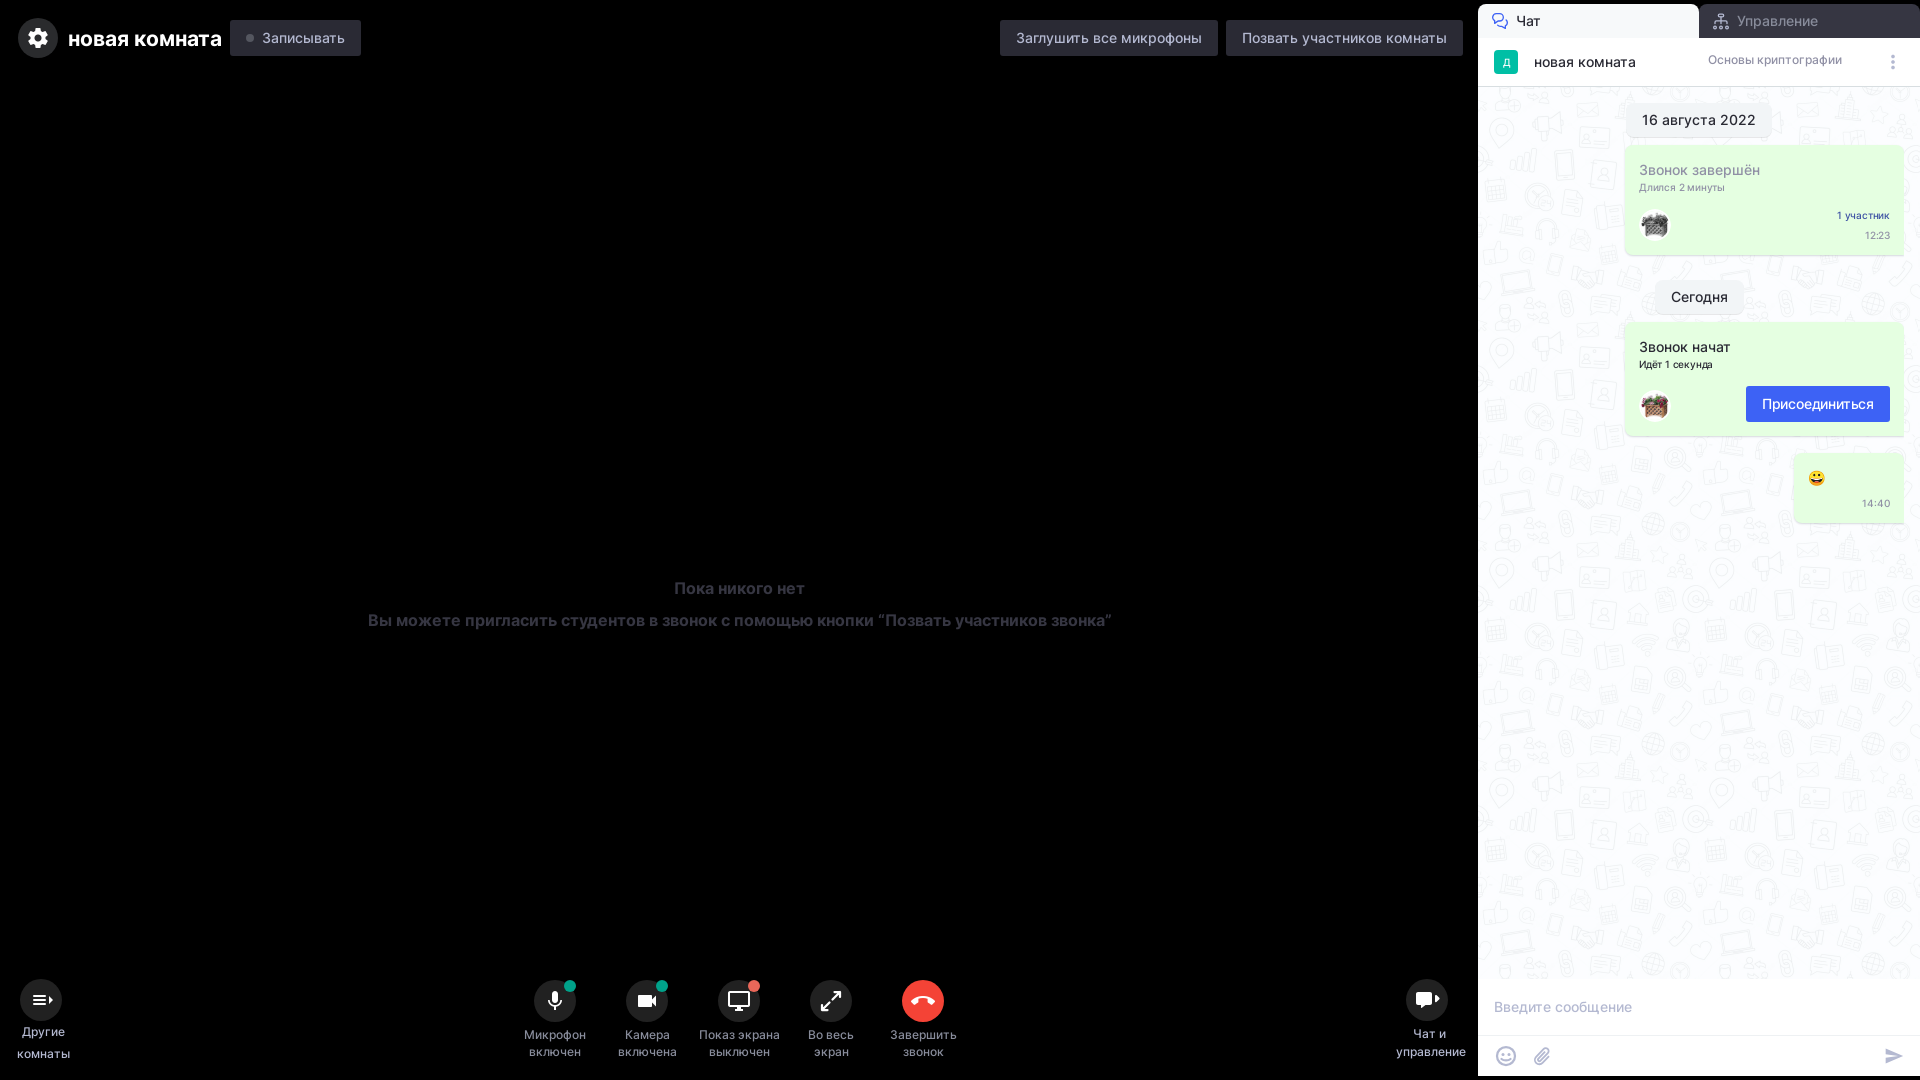 новая комната
Записывать
Заглушить все микрофоны
Позвать участников комнаты
Пока никого нет
Вы можете пригласить студентов в звонок с помощью кнопки “Позвать участников звонка”
Другие
комнаты
Микрофон
включен
Камера
включена
Показ экрана
выключен
Во весь
экран
Завершить
звонок
Чат и
управление
Чат
Управление
Д
новая комната
Основы криптографии
16 августа 2022
Звонок завершён
Длился 2 минуты
1 участник
12:23
Сегодня
Звонок начат
Идёт 1 секунда
Присоединиться
14:40
Введите сообщение